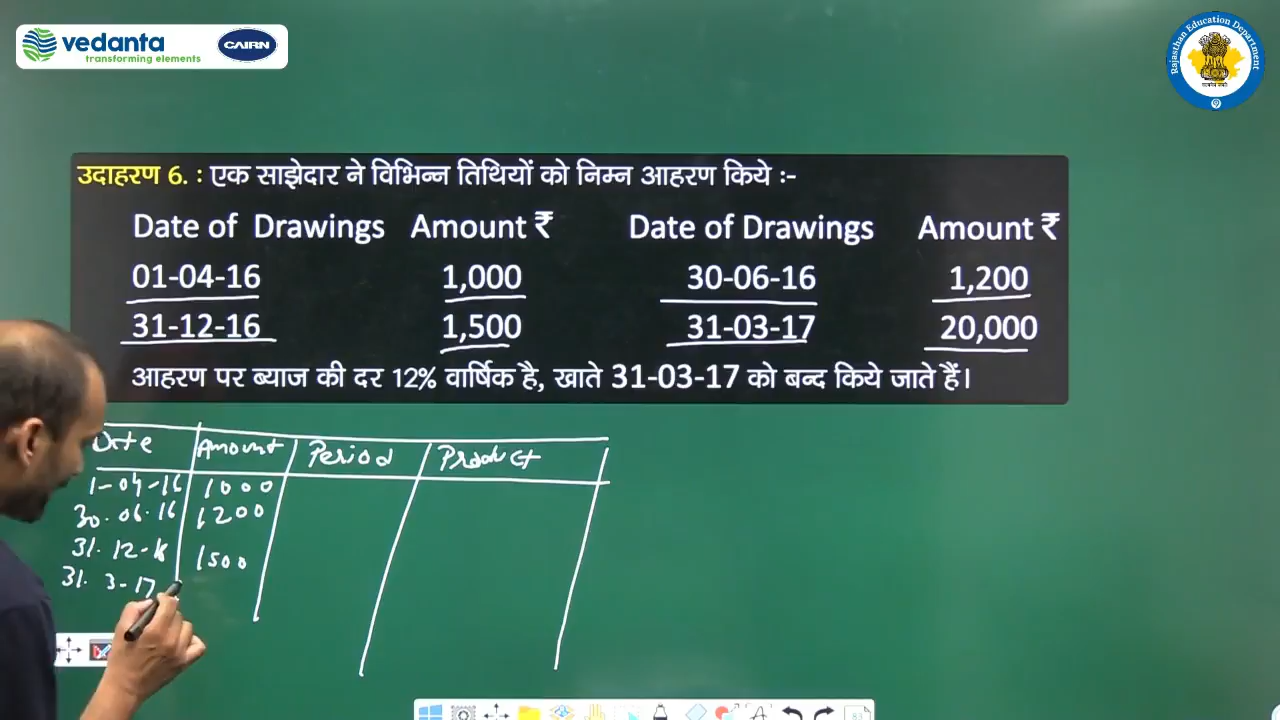 vedanta
transforming elements
CAIRN
Rajasthan Education Department
उदाहरण 6. : एक साझेदार ने विभिन्न तिथियों को निम्न आहरण किये :-
Date of Drawings Amount ₹ Date of Drawings Amount ₹
01-04-16 1,000 30-06-16 1,200
31-12-16 1,500 31-03-17 20,000
आहरण पर ब्याज की दर 12% वार्षिक है, खाते 31-03-17 को बन्द किये जाते हैं।
Date Amount Period Product
1-04-16 1000
30.06.16 1200
31.12-16 1500
31.3-17